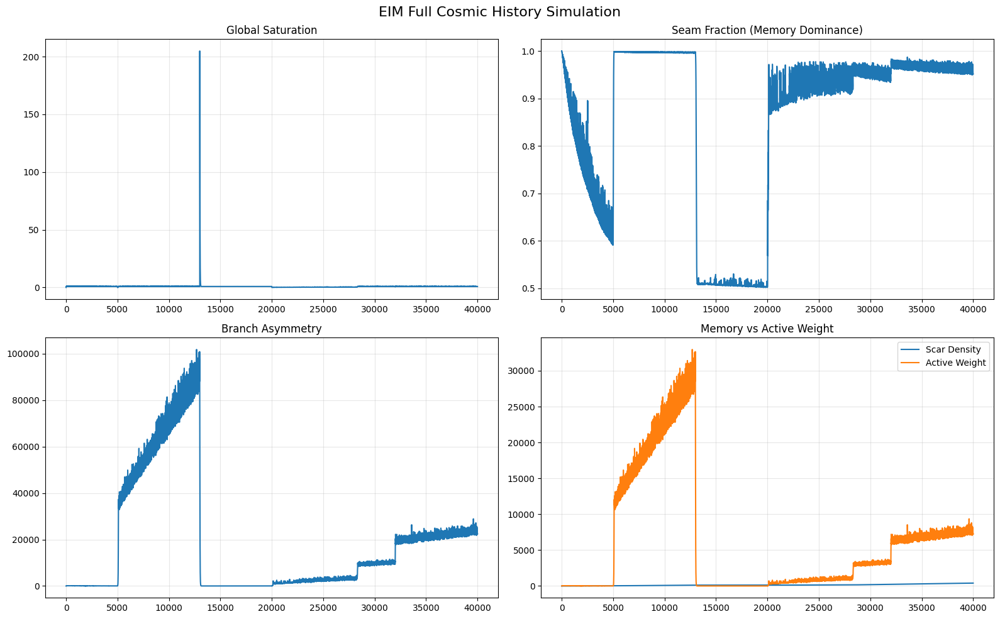 EIM Full Cosmic History Simulation
Global Saturation
200
150
100
50
0
0 5000 10000 15000 20000 25000 30000 35000 40000
Seam Fraction (Memory Dominance)
1.0
0.9
0.8
0.7
0.6
0.5
0 5000 10000 15000 20000 25000 30000 35000 40000
Branch Asymmetry
100000
80000
60000
40000
20000
0
0 5000 10000 15000 20000 25000 30000 35000 40000
Memory vs Active Weight
Scar Density
Active Weight
30000
25000
20000
15000
10000
5000
0
0 5000 10000 15000 20000 25000 30000 35000 40000